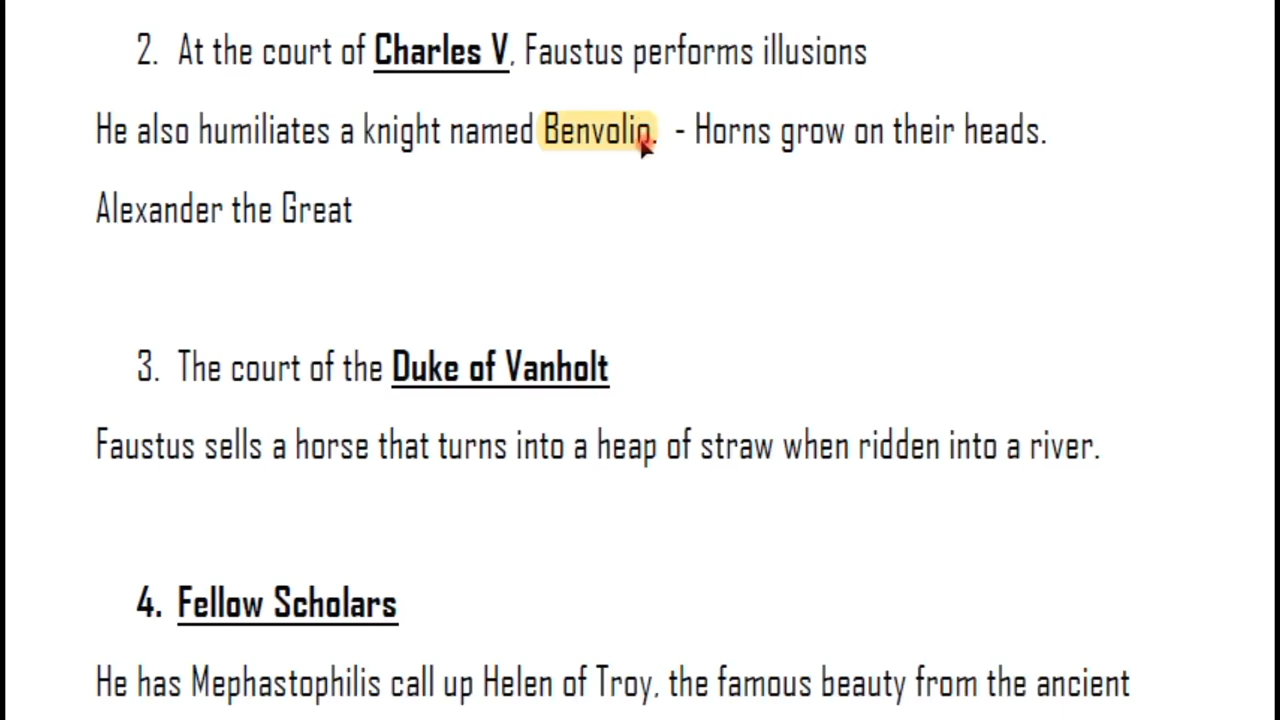 2. At the court of Charles V, Faustus performs illusions
He also humiliates a knight named Benvolio. - Horns grow on their heads.
Alexander the Great
3. The court of the Duke of Vanholt
Faustus sells a horse that turns into a heap of straw when ridden into a river.
4. Fellow Scholars
He has Mephastophilis call up Helen of Troy, the famous beauty from the ancient